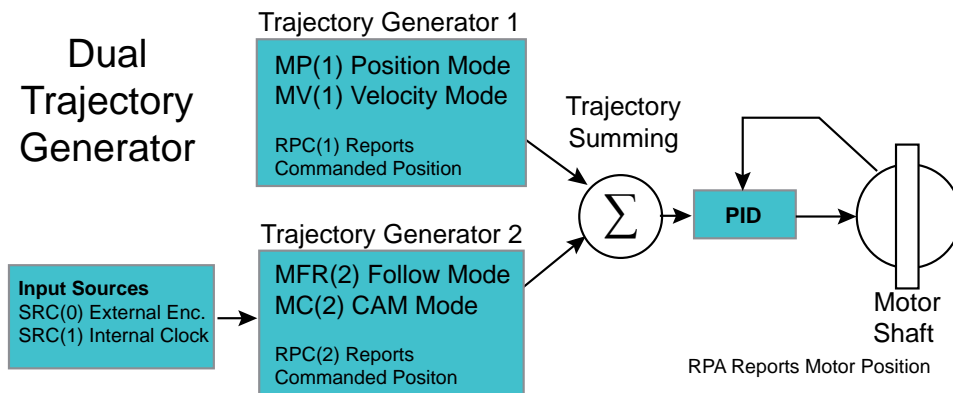 Dual
Trajectory
Generator
Trajectory Generator 1
MP(1) Position Mode
MV(1) Velocity Mode
RPC(1) Reports
Commanded Position
Trajectory
Summing
Σ
PID
Motor
Shaft
RPA Reports Motor Position
Trajectory Generator 2
MFR(2) Follow Mode
MC(2) CAM Mode
RPC(2) Reports
Commanded Positon
Input Sources
SRC(0) External Enc.
SRC(1) Internal Clock